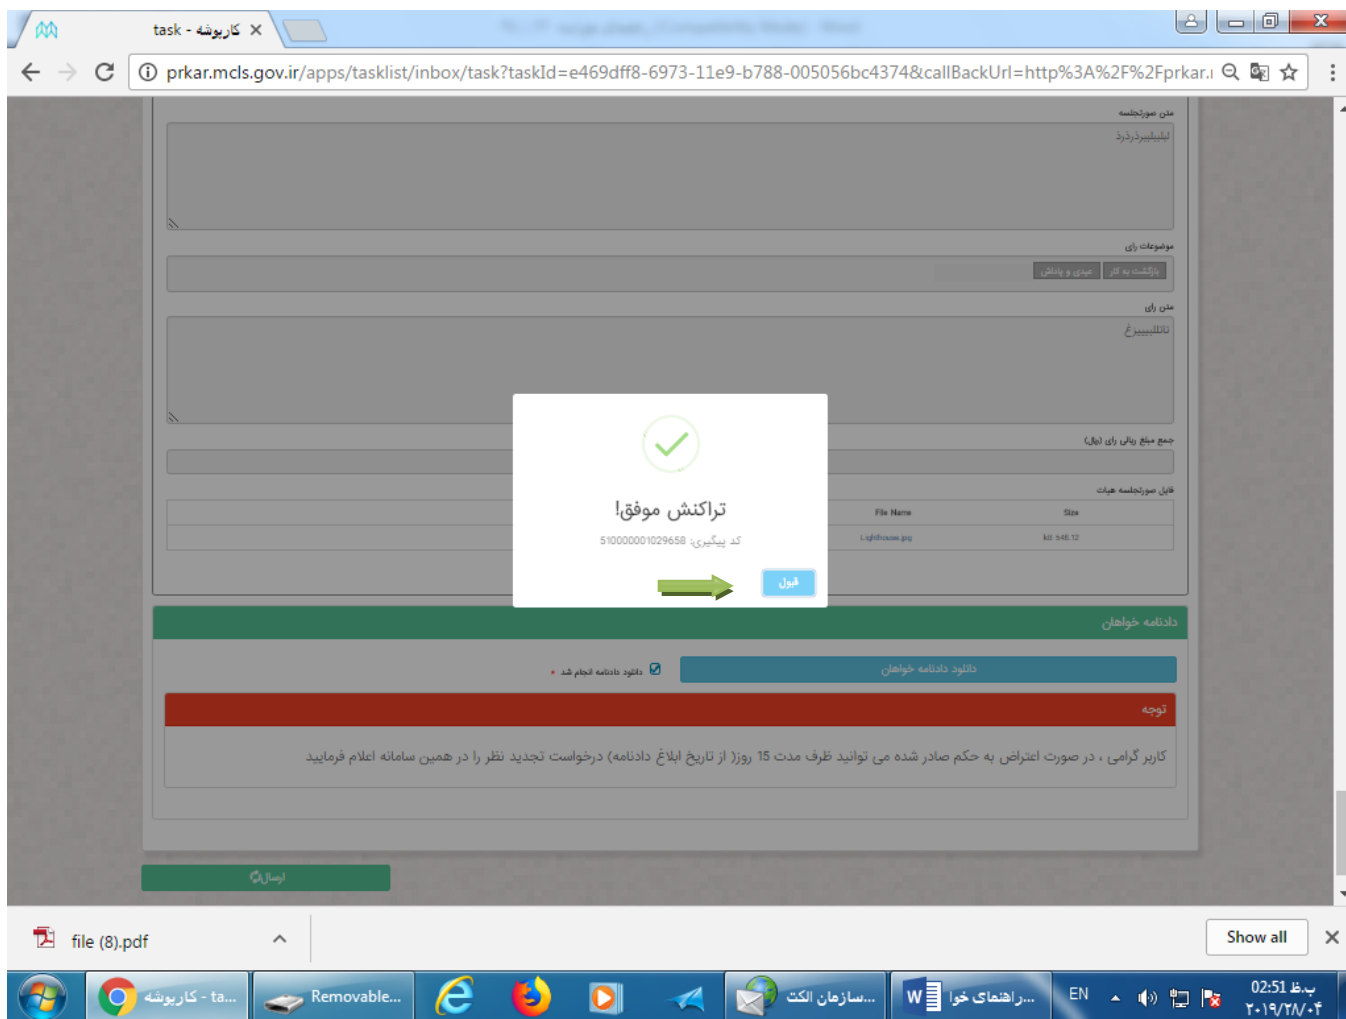 task - کارپوشه
prkar.mcls.gov.ir/apps/tasklist/inbox/task?taskId=e469dff8-6973-11e9-b788-005056bc4374&callBackUrl=http%3A%2F%2Fprkar.
متن صورتجلسه
موضوعات رای
بازگشت به کار
عیدی و پاداش
متن رای
جمع مبلغ ریالی رای (ریال)
فایل صورتجلسه هیات
File Name
Size
Lighthouse.jpg
kB 548.12
تراکنش موفق!
کد پیگیری: 510000001029658
قبول
دادنامه خواهان
دانلود دادنامه خواهان
دانلود دادنامه انجام شد *
توجه
کاربر گرامی ، در صورت اعتراض به حکم صادر شده می توانید ظرف مدت 15 روز( از تاریخ ابلاغ دادنامه) درخواست تجدید نظر را در همین سامانه اعلام فرمایید
ارسال
file (8).pdf
Show all
کارپوشه - ta...
Removable...
سازمان الکت...
راهنمای خوا...
EN
02:51 ب.ظ
۲۰۱۹/۲۸/۰۴